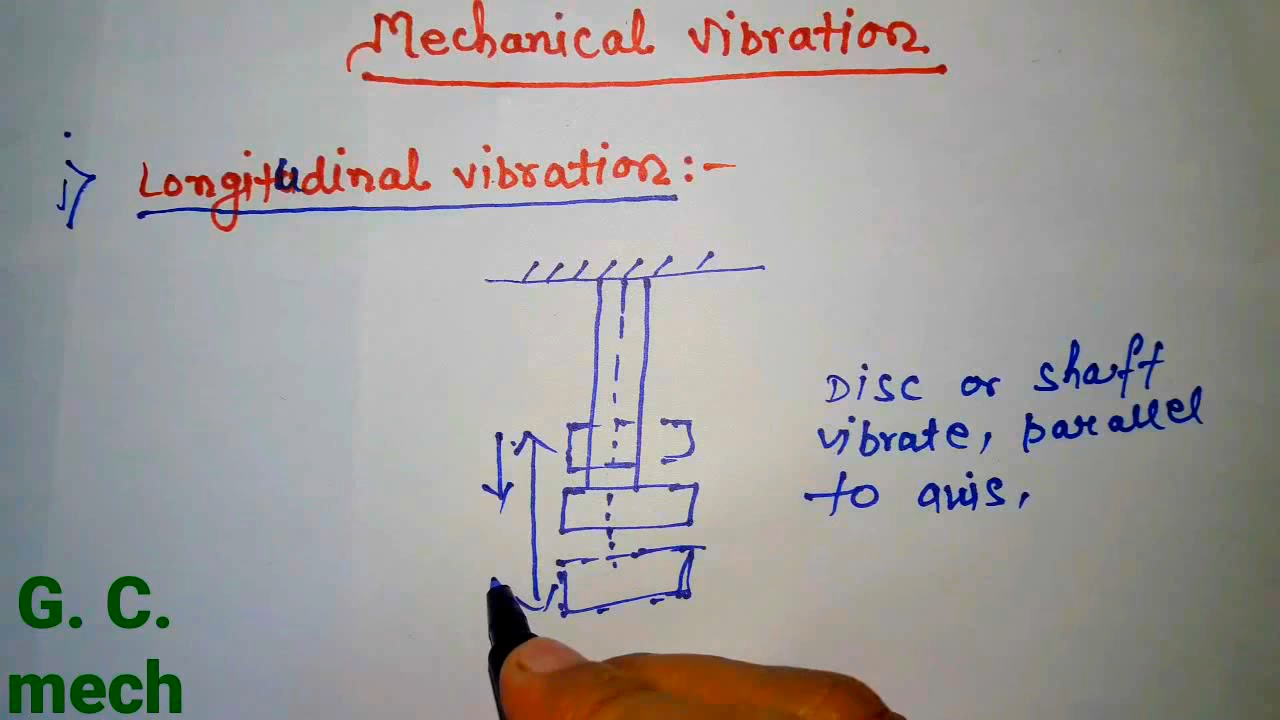 Mechanical vibration
i) Longitudinal vibration:-
Disc or shaft
vibrate, parallel
to axis,
G. C.
mech